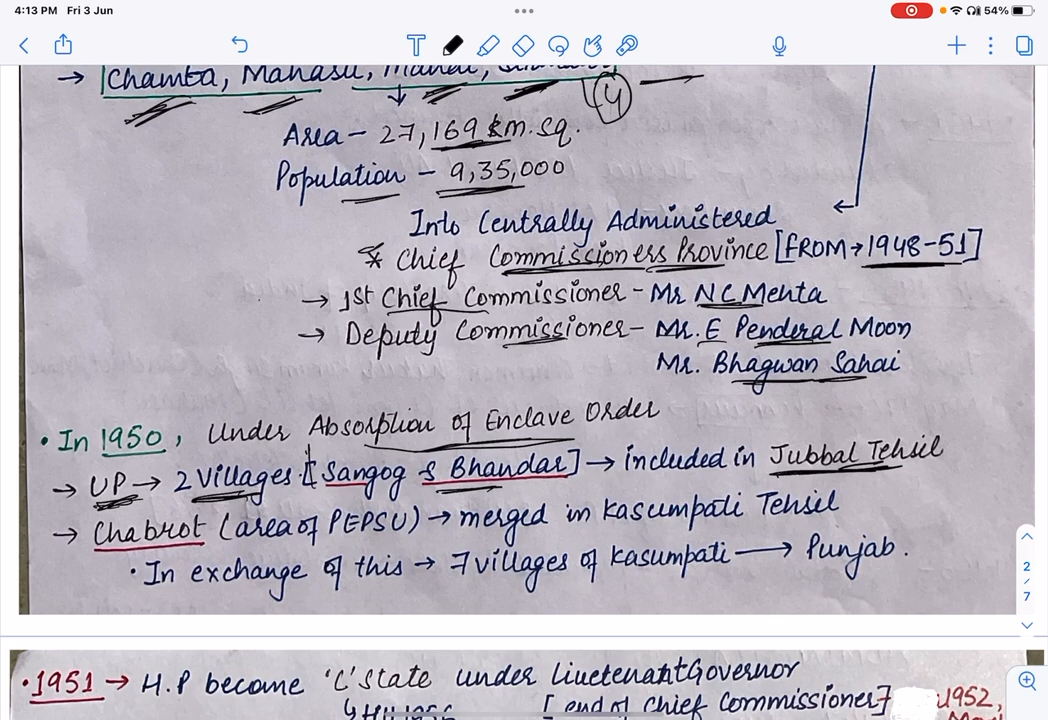 4:13 PM Fri 3 Jun
54%
→ Chamba, Mahasu, Mandi,
4
Area - 27,169 km.sq.
Population - 9,35,000
Into Centrally Administered
* Chief Commissioners Province [FROM→1948-51]
→ 1st Chief Commissioner - Mr NC Mehta
→ Deputy Commissioner - Mr. E Penderal Moon
Mr. Bhagwan Sahai
• In 1950, Under Absorption of Enclave Order
→ UP → 2 villages [Sangog & Bhandar] → included in Jubbal Tehsil
→ Chabrot (area of PEPSU) → merged in Kasumpati Tehsil
• In exchange of this → 7 villages of Kasumpati → Punjab.
2
/
7
• 1951 → H.P become 'C' State under Liuetenant Governor
[end of Chief Commissioner] 1952,